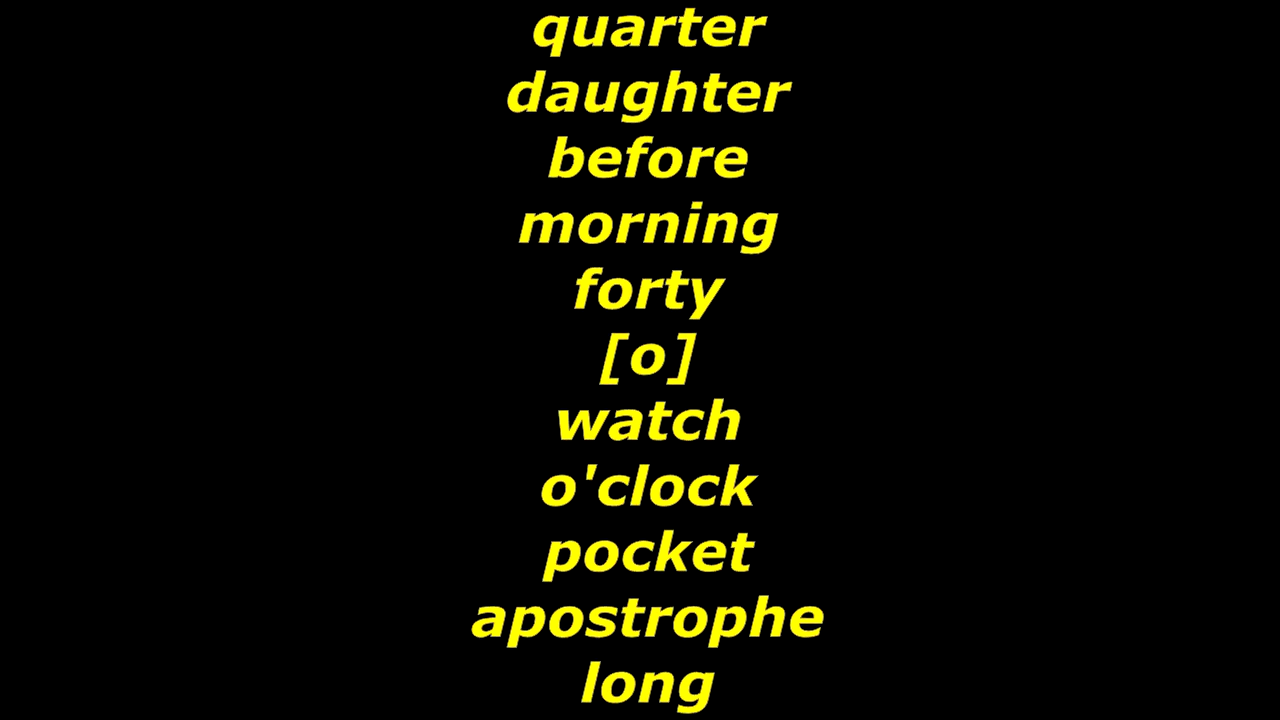 quarter
daughter
before
morning
forty
[o]
watch
o'clock
pocket
apostrophe
long